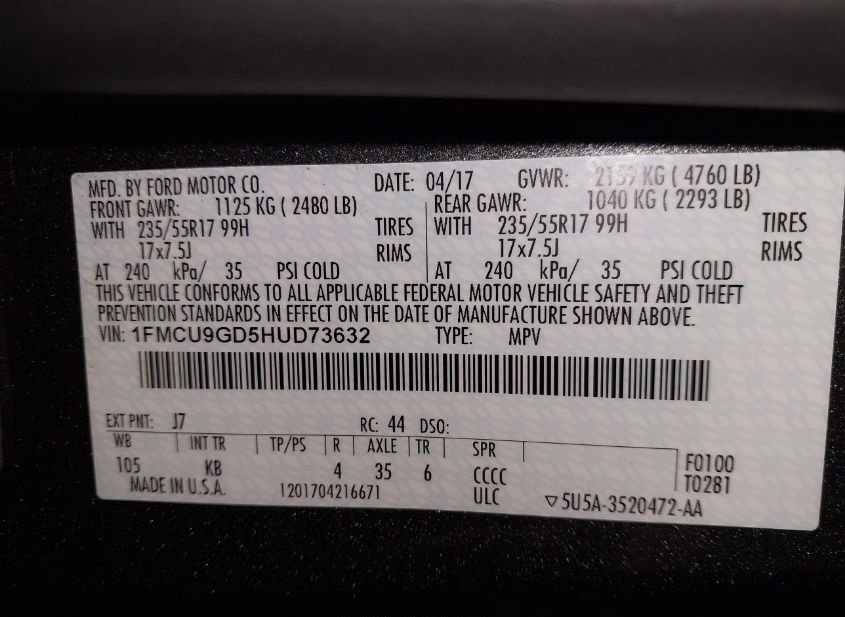 MFD. BY FORD MOTOR CO. DATE: 04/17 GVWR: 2159 KG ( 4760 LB)
FRONT GAWR: 1125 KG ( 2480 LB) REAR GAWR: 1040 KG ( 2293 LB)
WITH 235/55R17 99H TIRES WITH 235/55R17 99H TIRES
17x7.5J RIMS 17x7.5J RIMS
AT 240 kPa/ 35 PSI COLD AT 240 kPa/ 35 PSI COLD
THIS VEHICLE CONFORMS TO ALL APPLICABLE FEDERAL MOTOR VEHICLE SAFETY AND THEFT
PREVENTION STANDARDS IN EFFECT ON THE DATE OF MANUFACTURE SHOWN ABOVE.
VIN: 1FMCU9GD5HUD73632 TYPE: MPV
EXT PNT: J7 RC: 44 DSO:
WB INT TR TP/PS R AXLE TR SPR
105 KB 4 35 6 CCCC F0100
MADE IN U.S.A. 1201704216671 ULC T0281
▽5U5A-3520472-AA